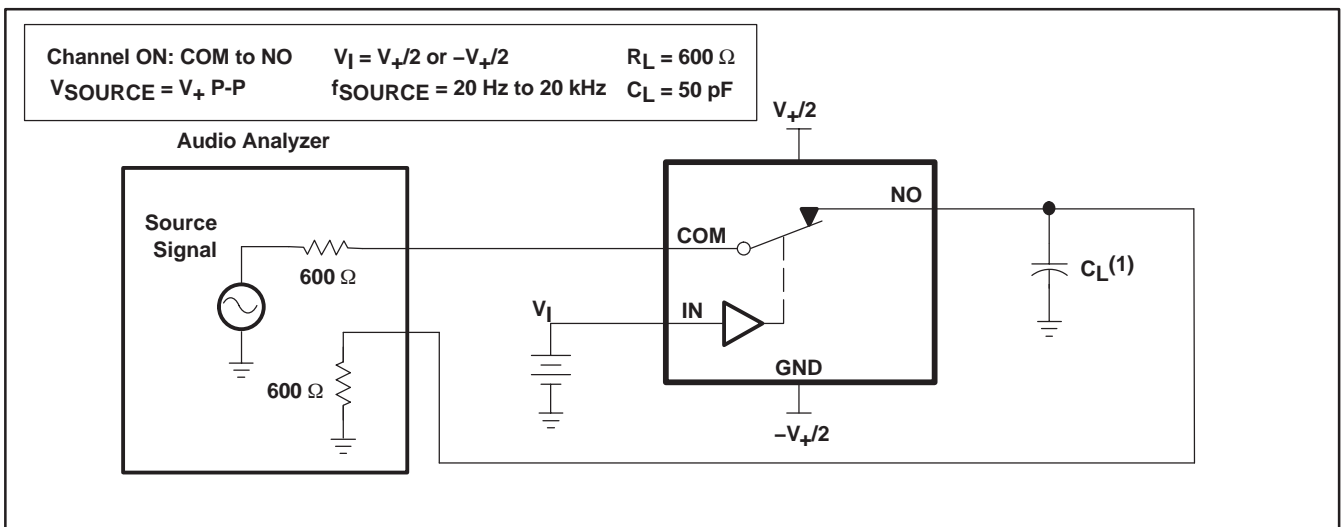 Channel ON: COM to NO V_I = V_+/2 or −V_+/2 R_L = 600 Ω
V_SOURCE = V_+ P-P f_SOURCE = 20 Hz to 20 kHz C_L = 50 pF
Audio Analyzer
V_+/2
NO
Source
Signal
COM
600 Ω
C_L(1)
V_I
IN
GND
600 Ω
−V_+/2